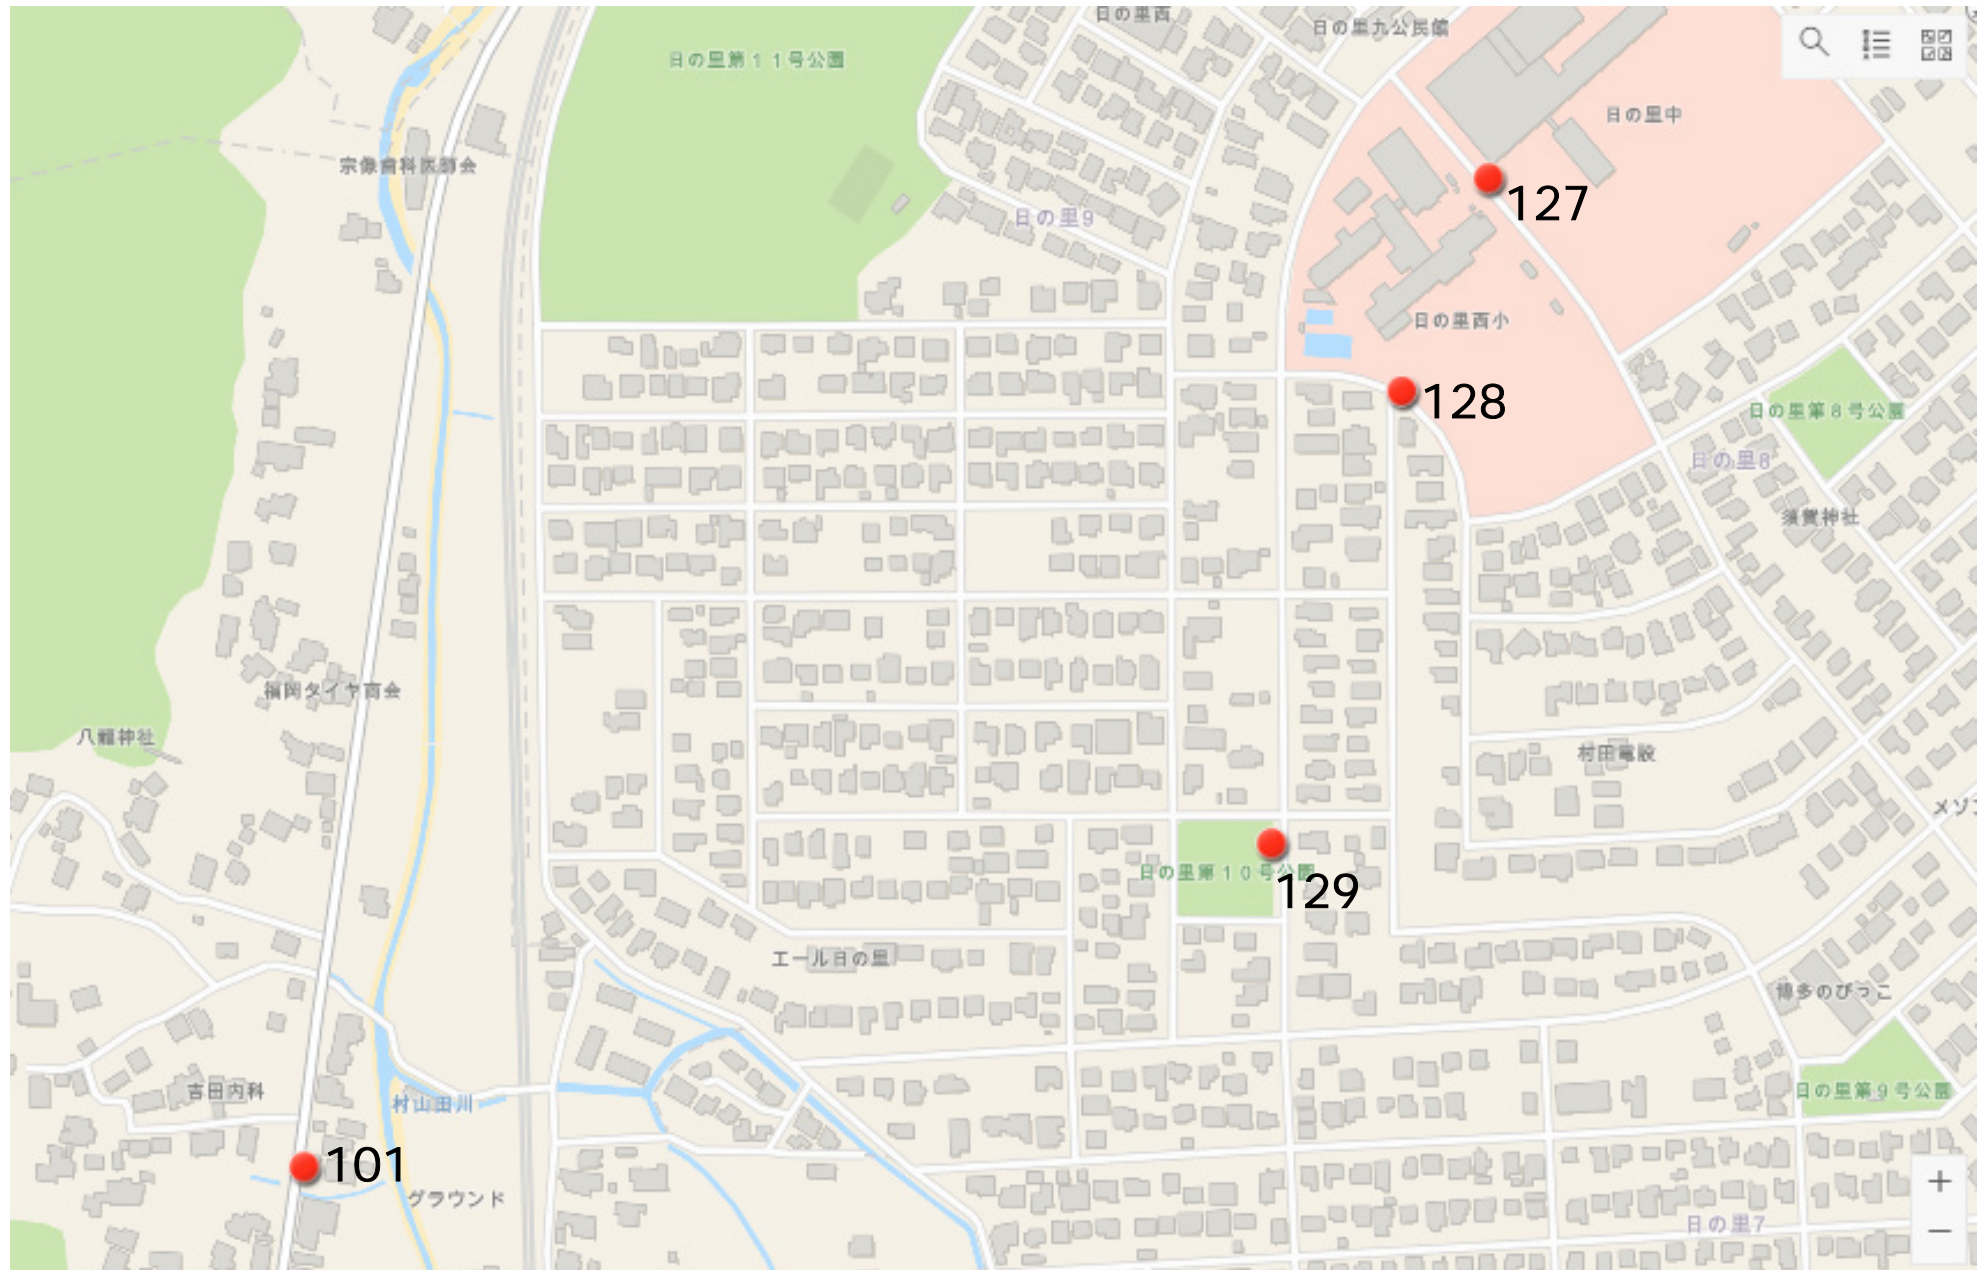 日の里西
日の里九公民館
日の里第11号公園
日の里中
宗像歯科医師会
127
日の里9
日の里西小
128
日の里第8号公園
日の里8
須賀神社
福岡タイヤ商会
八龍神社
村田電設
メゾン
日の里第10号公園
129
エール日の里
博多のぴっこ
吉田内科
村山田川
日の里第9号公園
101
グラウンド
日の里7
+
−